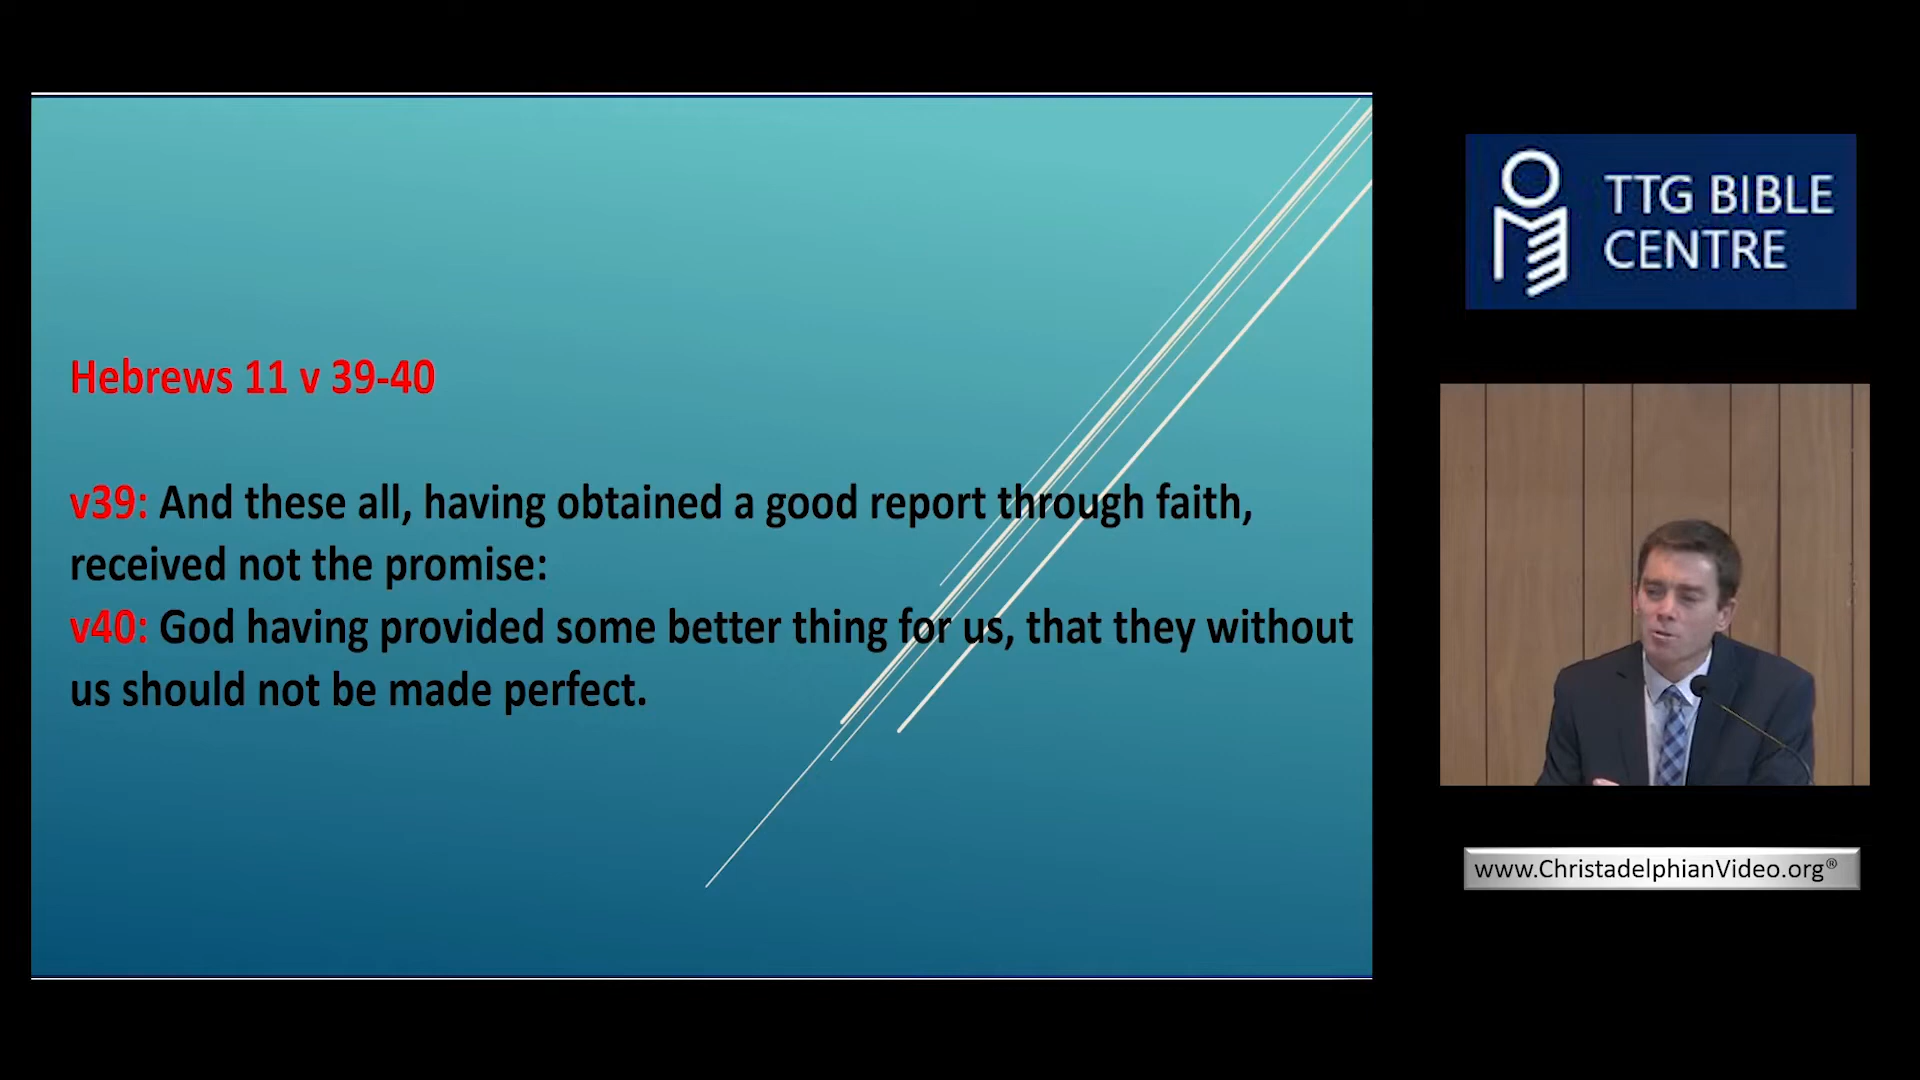 Hebrews 11 v 39-40
v39: And these all, having obtained a good report through faith,
received not the promise:
v40: God having provided some better thing for us, that they without
us should not be made perfect.
TTG BIBLE
CENTRE
www.ChristadelphianVideo.org®